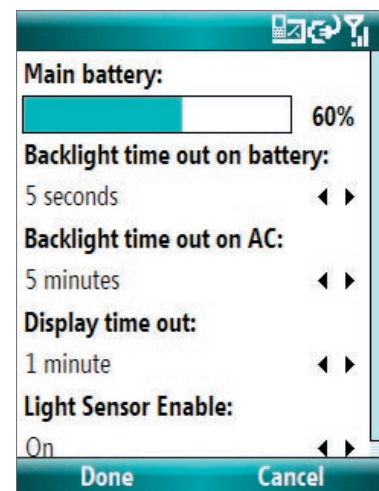 Main battery:
60%
Backlight time out on battery:
5 seconds
Backlight time out on AC:
5 minutes
Display time out:
1 minute
Light Sensor Enable:
On
Done Cancel